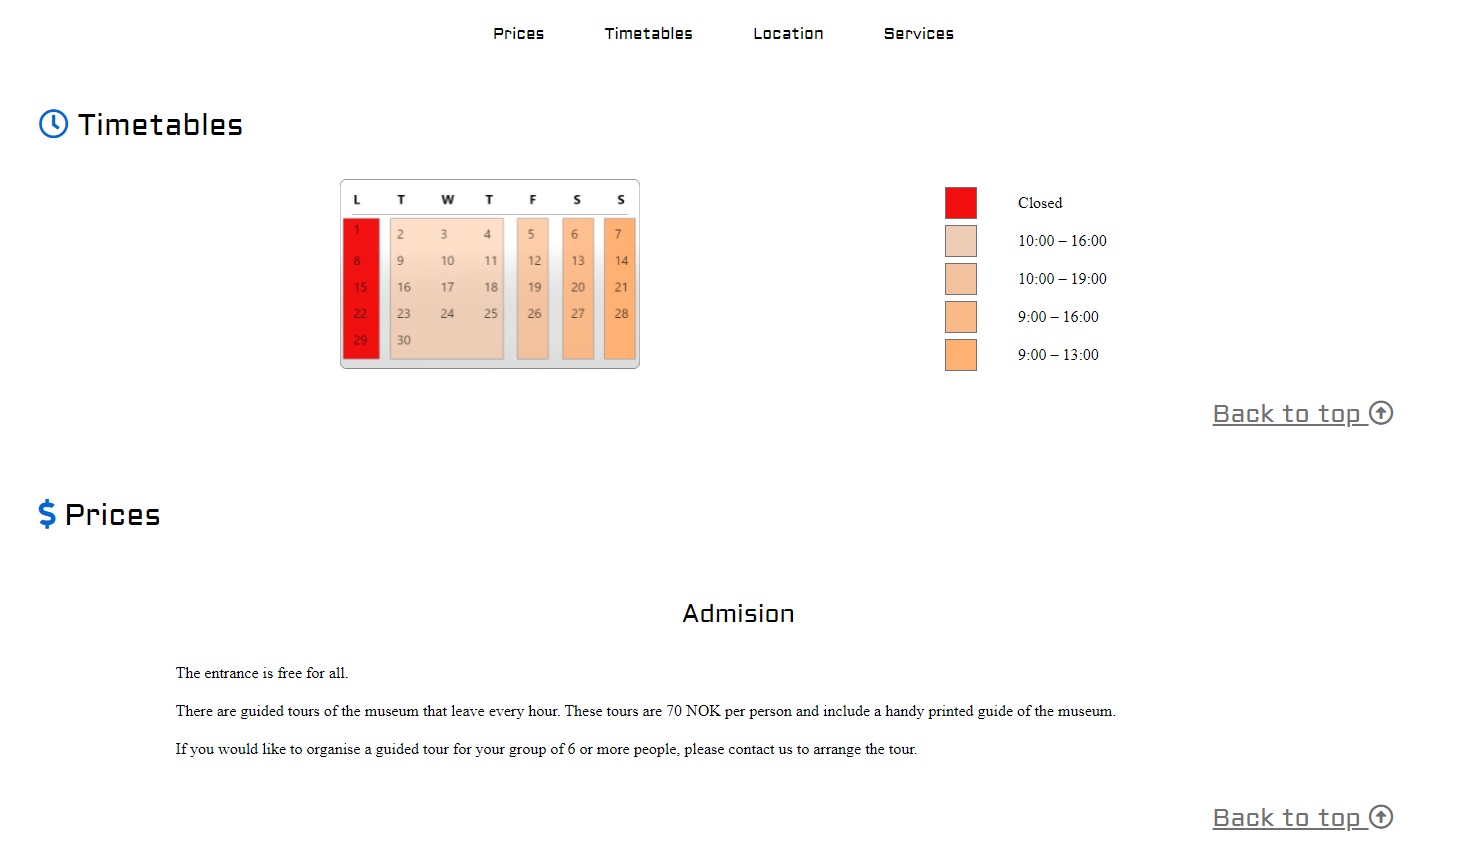 Prices Timetables Location Services
Timetables
L T W T F S S
1 2 3 4 5 6 7
8 9 10 11 12 13 14
15 16 17 18 19 20 21
22 23 24 25 26 27 28
29 30
Closed
10:00 – 16:00
10:00 – 19:00
9:00 – 16:00
9:00 – 13:00
Back to top
$ Prices
Admision
The entrance is free for all.
There are guided tours of the museum that leave every hour. These tours are 70 NOK per person and include a handy printed guide of the museum.
If you would like to organise a guided tour for your group of 6 or more people, please contact us to arrange the tour.
Back to top